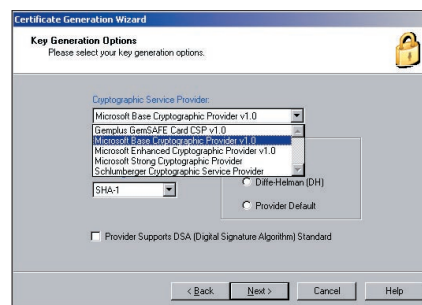 Certificate Generation Wizard
Key Generation Options
Please select your key generation options.
Cryptographic Service Provider:
Microsoft Base Cryptographic Provider v1.0
Gemplus GemSAFE Card CSP v1.0
Microsoft Base Cryptographic Provider v1.0
Microsoft Enhanced Cryptographic Provider v1.0
Microsoft Strong Cryptographic Provider
Schlumberger Cryptographic Service Provider
SHA-1
Diffe-Helman (DH)
Provider Default
Provider Supports DSA (Digital Signature Algorithm) Standard
< Back
Next >
Cancel
Help